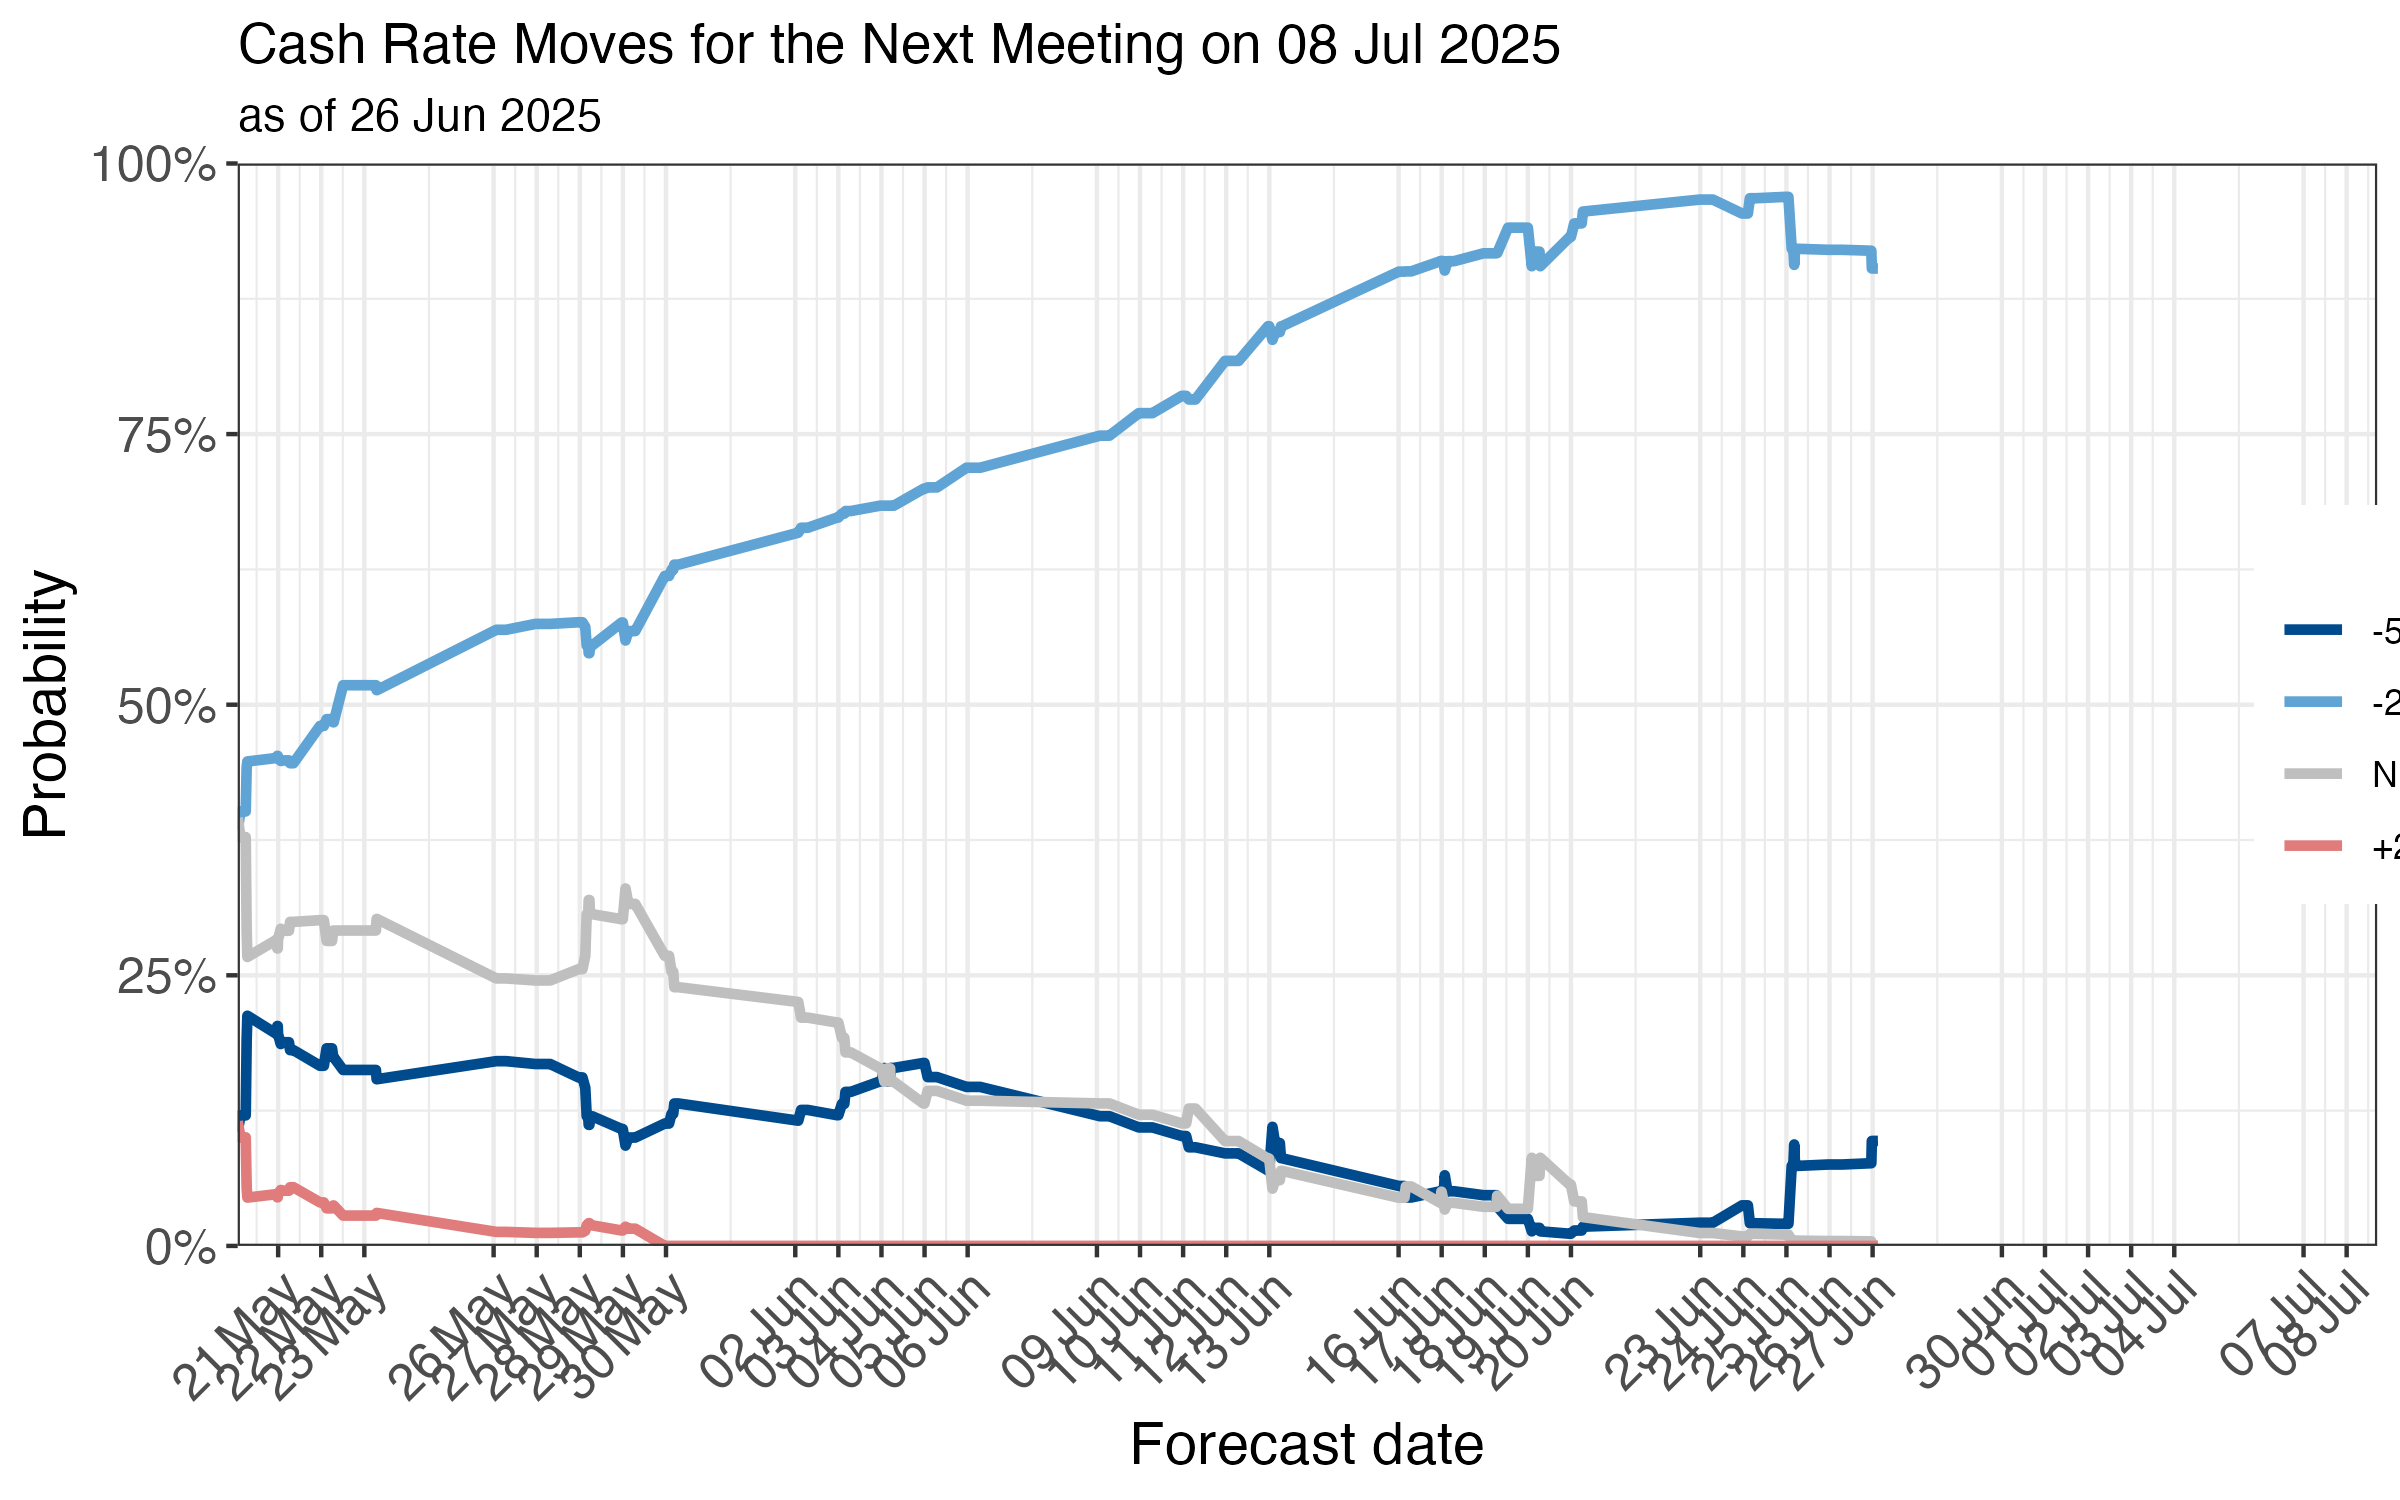 Cash Rate Moves for the Next Meeting on 08 Jul 2025
as of 26 Jun 2025
100%
75%
50%
25%
0%
Probability
-5
-2
N
+2
21 May
22 May
23 May
26 May
27 May
28 May
29 May
30 May
02 Jun
03 Jun
04 Jun
05 Jun
06 Jun
09 Jun
10 Jun
11 Jun
12 Jun
13 Jun
16 Jun
17 Jun
18 Jun
19 Jun
20 Jun
23 Jun
24 Jun
25 Jun
26 Jun
27 Jun
30 Jun
01 Jul
02 Jul
03 Jul
04 Jul
07 Jul
08 Jul
Forecast date